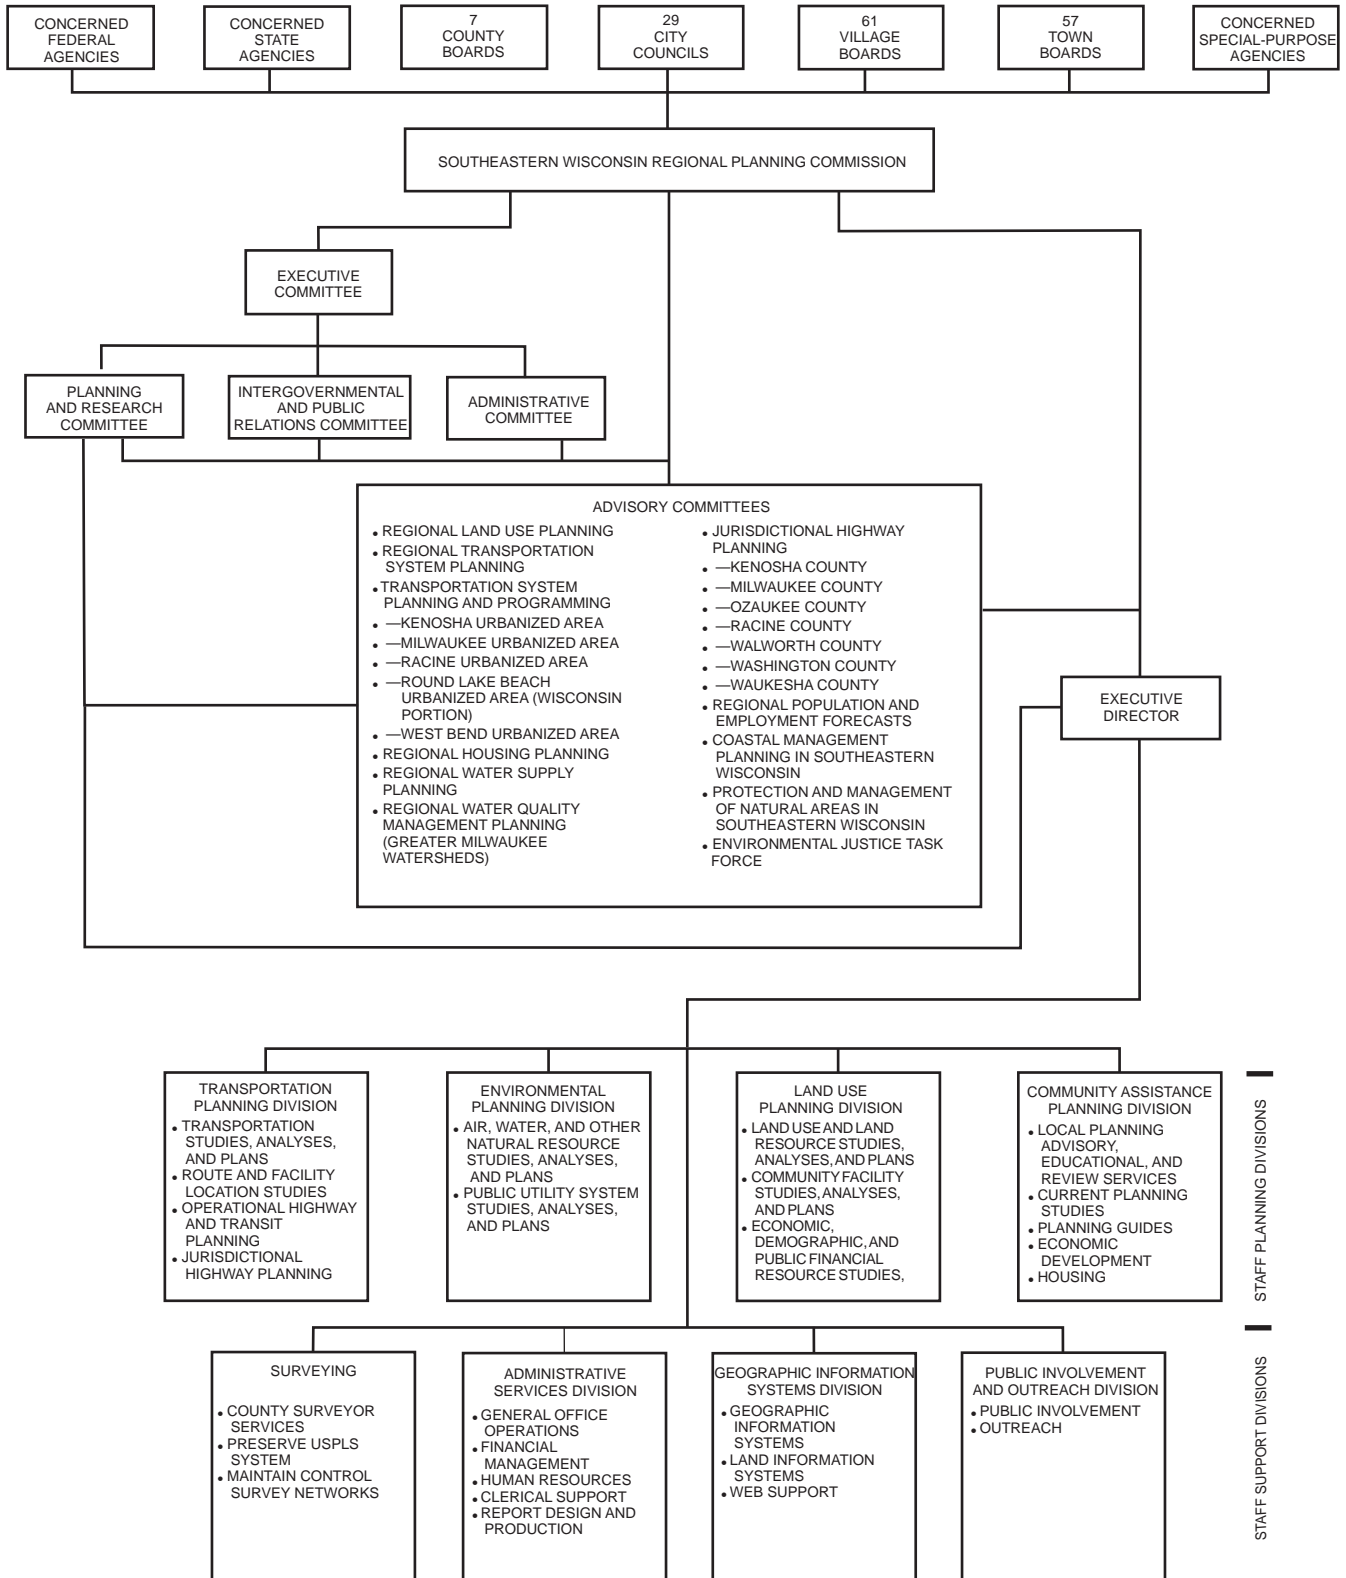 CONCERNED
FEDERAL
AGENCIES
CONCERNED
STATE
AGENCIES
7
COUNTY
BOARDS
29
CITY
COUNCILS
61
VILLAGE
BOARDS
57
TOWN
BOARDS
CONCERNED
SPECIAL-PURPOSE
AGENCIES
SOUTHEASTERN WISCONSIN REGIONAL PLANNING COMMISSION
EXECUTIVE
COMMITTEE
PLANNING
AND RESEARCH
COMMITTEE
INTERGOVERNMENTAL
AND PUBLIC
RELATIONS COMMITTEE
ADMINISTRATIVE
COMMITTEE
ADVISORY COMMITTEES
• REGIONAL LAND USE PLANNING
• REGIONAL TRANSPORTATION
SYSTEM PLANNING
• TRANSPORTATION SYSTEM
PLANNING AND PROGRAMMING
• —KENOSHA URBANIZED AREA
• —MILWAUKEE URBANIZED AREA
• —RACINE URBANIZED AREA
• —ROUND LAKE BEACH
URBANIZED AREA (WISCONSIN
PORTION)
• —WEST BEND URBANIZED AREA
• REGIONAL HOUSING PLANNING
• REGIONAL WATER SUPPLY
PLANNING
• REGIONAL WATER QUALITY
MANAGEMENT PLANNING
(GREATER MILWAUKEE
WATERSHEDS)
• JURISDICTIONAL HIGHWAY
PLANNING
• —KENOSHA COUNTY
• —MILWAUKEE COUNTY
• —OZAUKEE COUNTY
• —RACINE COUNTY
• —WALWORTH COUNTY
• —WASHINGTON COUNTY
• —WAUKESHA COUNTY
• REGIONAL POPULATION AND
EMPLOYMENT FORECASTS
• COASTAL MANAGEMENT
PLANNING IN SOUTHEASTERN
WISCONSIN
• PROTECTION AND MANAGEMENT
OF NATURAL AREAS IN
SOUTHEASTERN WISCONSIN
• ENVIRONMENTAL JUSTICE TASK
FORCE
EXECUTIVE
DIRECTOR
TRANSPORTATION
PLANNING DIVISION
• TRANSPORTATION
STUDIES, ANALYSES,
AND PLANS
• ROUTE AND FACILITY
LOCATION STUDIES
• OPERATIONAL HIGHWAY
AND TRANSIT
PLANNING
• JURISDICTIONAL
HIGHWAY PLANNING
ENVIRONMENTAL
PLANNING DIVISION
• AIR, WATER, AND OTHER
NATURAL RESOURCE
STUDIES, ANALYSES,
AND PLANS
• PUBLIC UTILITY SYSTEM
STUDIES, ANALYSES,
AND PLANS
LAND USE
PLANNING DIVISION
• LAND USE AND LAND
RESOURCE STUDIES,
ANALYSES, AND PLANS
• COMMUNITY FACILITY
STUDIES, ANALYSES,
AND PLANS
• ECONOMIC,
DEMOGRAPHIC, AND
PUBLIC FINANCIAL
RESOURCE STUDIES,
COMMUNITY ASSISTANCE
PLANNING DIVISION
• LOCAL PLANNING
ADVISORY,
EDUCATIONAL, AND
REVIEW SERVICES
• CURRENT PLANNING
STUDIES
• PLANNING GUIDES
• ECONOMIC
DEVELOPMENT
• HOUSING
STAFF PLANNING DIVISIONS
SURVEYING
• COUNTY SURVEYOR
SERVICES
• PRESERVE USPLS
SYSTEM
• MAINTAIN CONTROL
SURVEY NETWORKS
ADMINISTRATIVE
SERVICES DIVISION
• GENERAL OFFICE
OPERATIONS
• FINANCIAL
MANAGEMENT
• HUMAN RESOURCES
• CLERICAL SUPPORT
• REPORT DESIGN AND
PRODUCTION
GEOGRAPHIC INFORMATION
SYSTEMS DIVISION
• GEOGRAPHIC
INFORMATION
SYSTEMS
• LAND INFORMATION
SYSTEMS
• WEB SUPPORT
PUBLIC INVOLVEMENT
AND OUTREACH DIVISION
• PUBLIC INVOLVEMENT
• OUTREACH
STAFF SUPPORT DIVISIONS